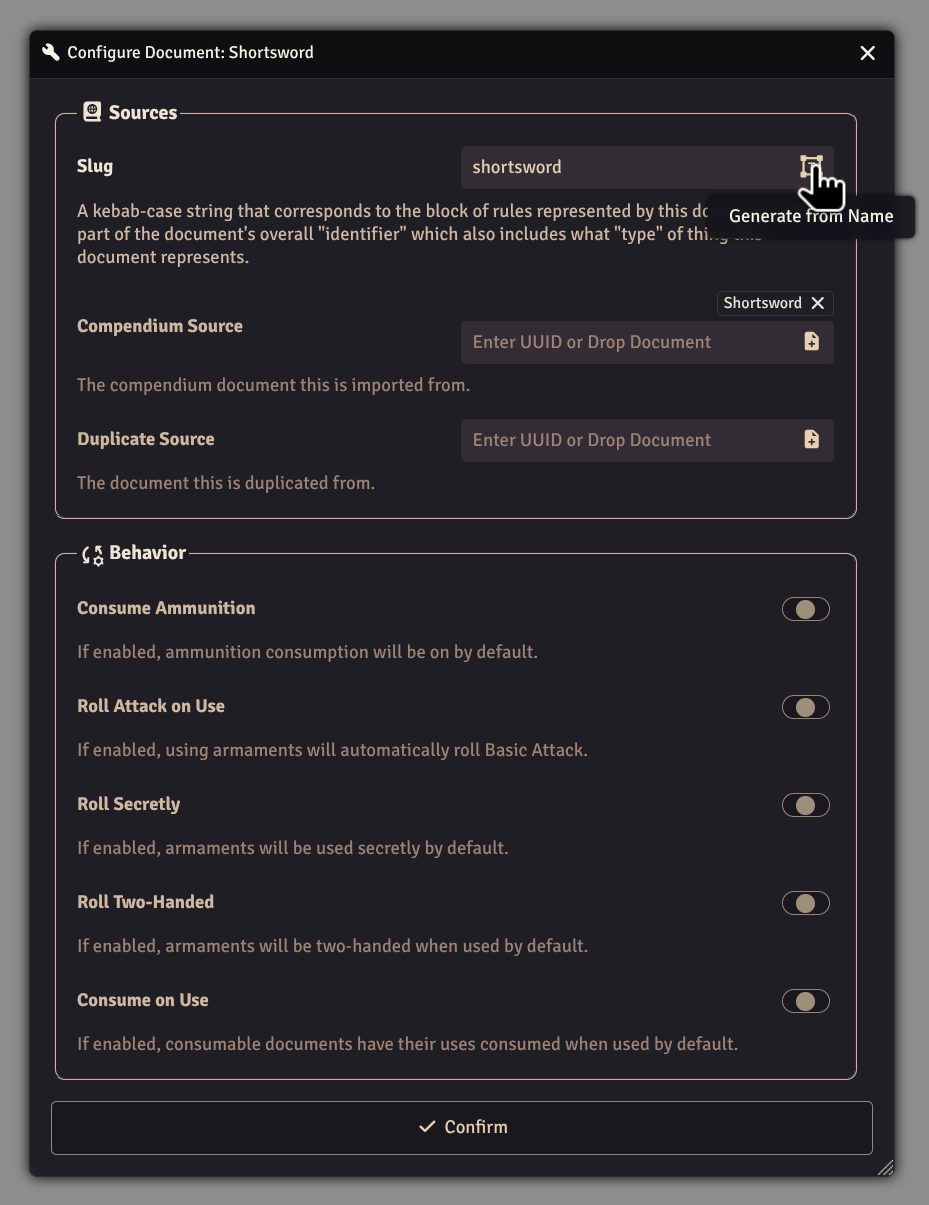 Configure Document: Shortsword
Sources
Slug
shortsword
Generate from Name
A kebab-case string that corresponds to the block of rules represented by this
part of the document's overall "identifier" which also includes what "type" of thing this
document represents.
Shortsword
Compendium Source
Enter UUID or Drop Document
The compendium document this is imported from.
Duplicate Source
Enter UUID or Drop Document
The document this is duplicated from.
Behavior
Consume Ammunition
If enabled, ammunition consumption will be on by default.
Roll Attack on Use
If enabled, using armaments will automatically roll Basic Attack.
Roll Secretly
If enabled, armaments will be used secretly by default.
Roll Two-Handed
If enabled, armaments will be two-handed when used by default.
Consume on Use
If enabled, consumable documents have their uses consumed when used by default.
Confirm